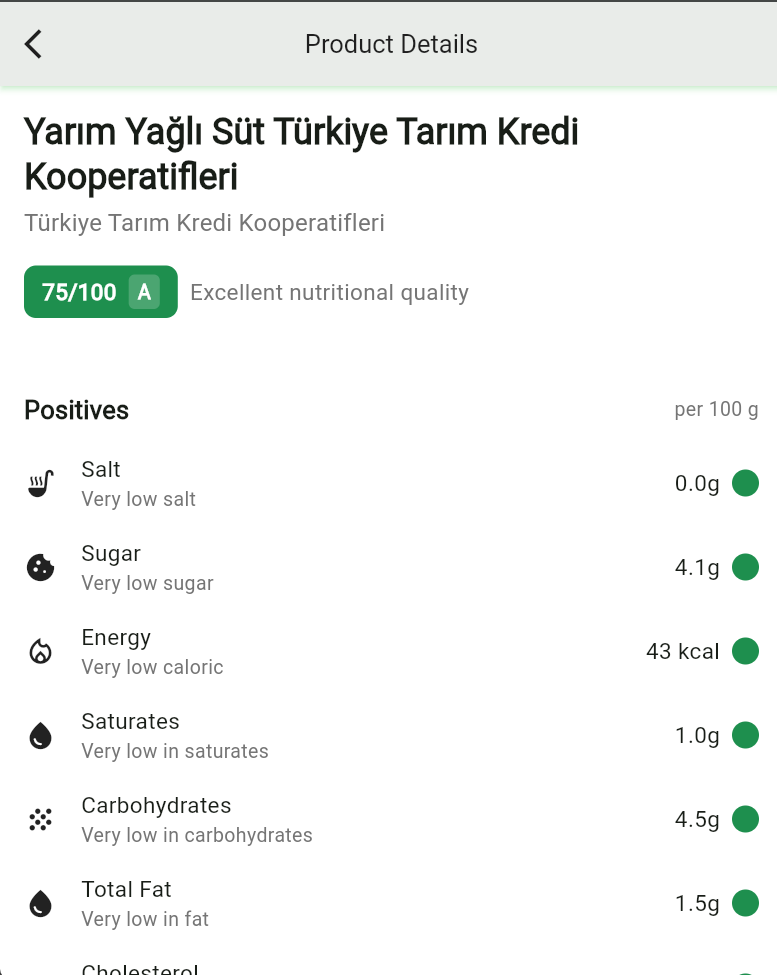 Product Details
Yarım Yağlı Süt Türkiye Tarım Kredi
Kooperatifleri
Türkiye Tarım Kredi Kooperatifleri
75/100 A Excellent nutritional quality
Positives per 100 g
Salt
Very low salt
0.0g
Sugar
Very low sugar
4.1g
Energy
Very low caloric
43 kcal
Saturates
Very low in saturates
1.0g
Carbohydrates
Very low in carbohydrates
4.5g
Total Fat
Very low in fat
1.5g
Cholesterol